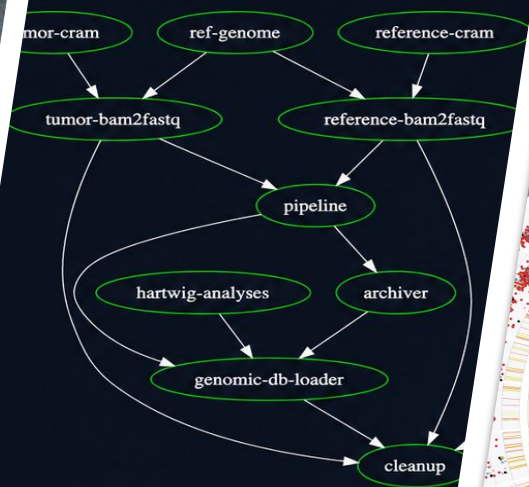 mor-cram
ref-genome
reference-cram
tumor-bam2fastq
reference-bam2fastq
pipeline
hartwig-analyses
archiver
genomic-db-loader
cleanup